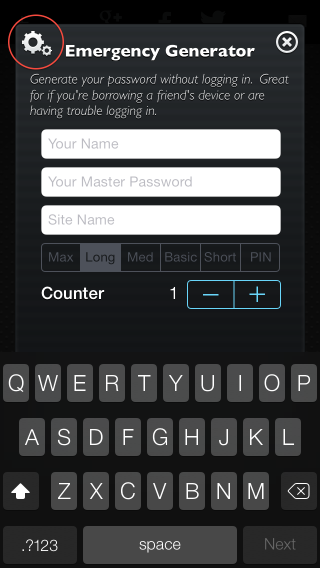 Emergency Generator
Generate your password without logging in. Great
for if you're borrowing a friend's device or are
having trouble logging in.
Your Name
Your Master Password
Site Name
Max Long Med Basic Short PIN
Counter 1 − +
Q W E R T Y U I O P
A S D F G H J K L
Z X C V B N M
.?123 space Next